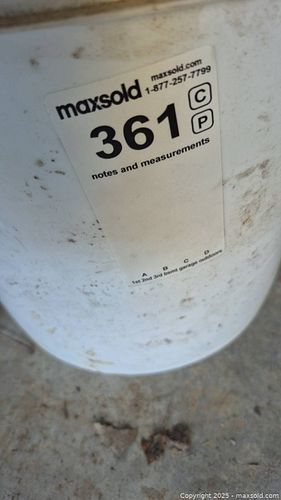 maxsold
maxsold.com
1-877-257-7799
361
C
P
notes and measurements
A B C D
1st 2nd 3rd bsmt garage outdoors
Copyright 2025 - maxsold.com